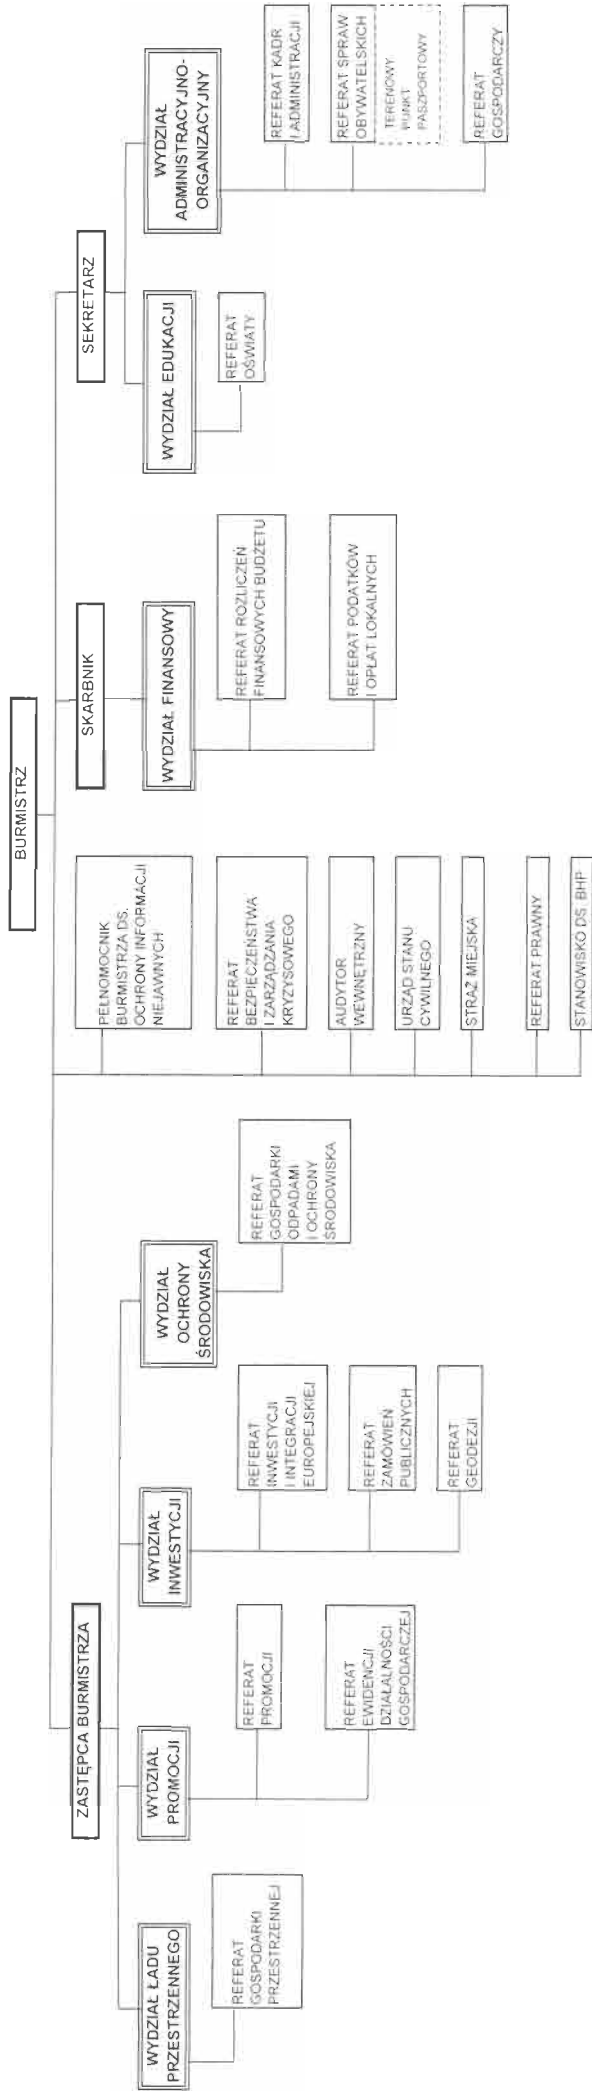 BURMISTRZ
ZASTĘPCA BURMISTRZA
SKARBNIK
SEKRETARZ
WYDZIAŁ ŁADU
PRZESTRZENNEGO
REFERAT
GOSPODARKI
PRZESTRZENNEJ
WYDZIAŁ
PROMOCJI
REFERAT
PROMOCJI
REFERAT
EWIDENCJI
DZIAŁALNOŚCI
GOSPODARCZEJ
WYDZIAŁ
INWESTYCJI
REFERAT
INWESTYCJI
I INTEGRACJI
EUROPEJSKIEJ
REFERAT
ZAMÓWIEŃ
PUBLICZNYCH
REFERAT
GEODEZJI
WYDZIAŁ
OCHRONY
ŚRODOWISKA
REFERAT
GOSPODARKI
ODPADAMI
I OCHRONY
ŚRODOWISKA
PEŁNOMOCNIK
BURMISTRZA DS.
OCHRONY INFORMACJI
NIEJAWNYCH
REFERAT
BEZPIECZEŃSTWA
I ZARZĄDZANIA
KRYZYSOWEGO
AUDYTOR
WEWNĘTRZNY
URZĄD STANU
CYWILNEGO
STRAŻ MIEJSKA
REFERAT PRAWNY
STANOWISKO DS. BHP
WYDZIAŁ FINANSOWY
REFERAT ROZLICZEŃ
FINANSOWYCH BUDŻETU
REFERAT PODATKÓW
I OPŁAT LOKALNYCH
WYDZIAŁ EDUKACJI
REFERAT
OŚWIATY
WYDZIAŁ
ADMINISTRACYJNO-
ORGANIZACYJNY
REFERAT KADR
I ADMINISTRACJI
REFERAT SPRAW
OBYWATELSKICH
TERENOWY
PUNKT
PASZPORTOWY
REFERAT
GOSPODARCZY